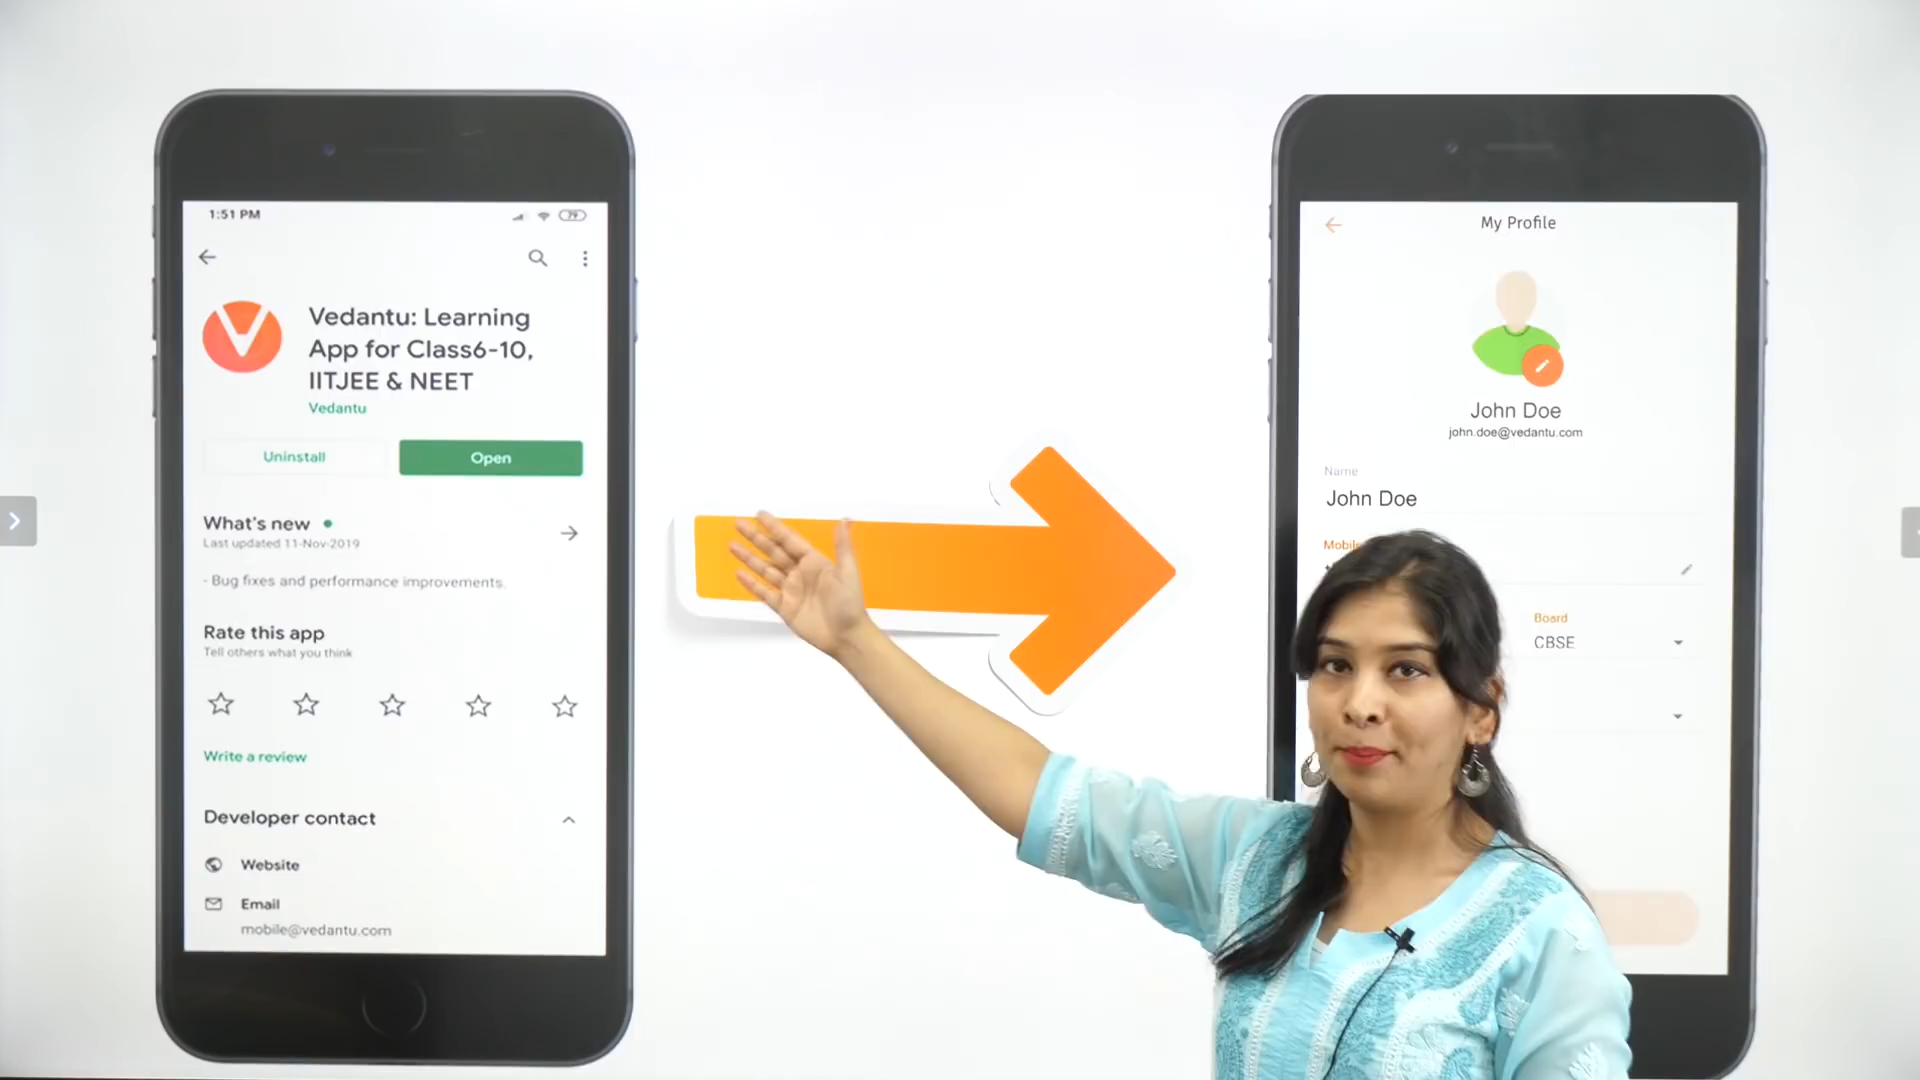 1:51 PM
79
Vedantu: Learning
App for Class6-10,
IITJEE & NEET
Vedantu
Uninstall
Open
What's new
Last updated 11-Nov-2019
- Bug fixes and performance improvements.
Rate this app
Tell others what you think
Write a review
Developer contact
Website
Email
mobile@vedantu.com
My Profile
John Doe
john.doe@vedantu.com
Name
John Doe
Mobile
Board
CBSE